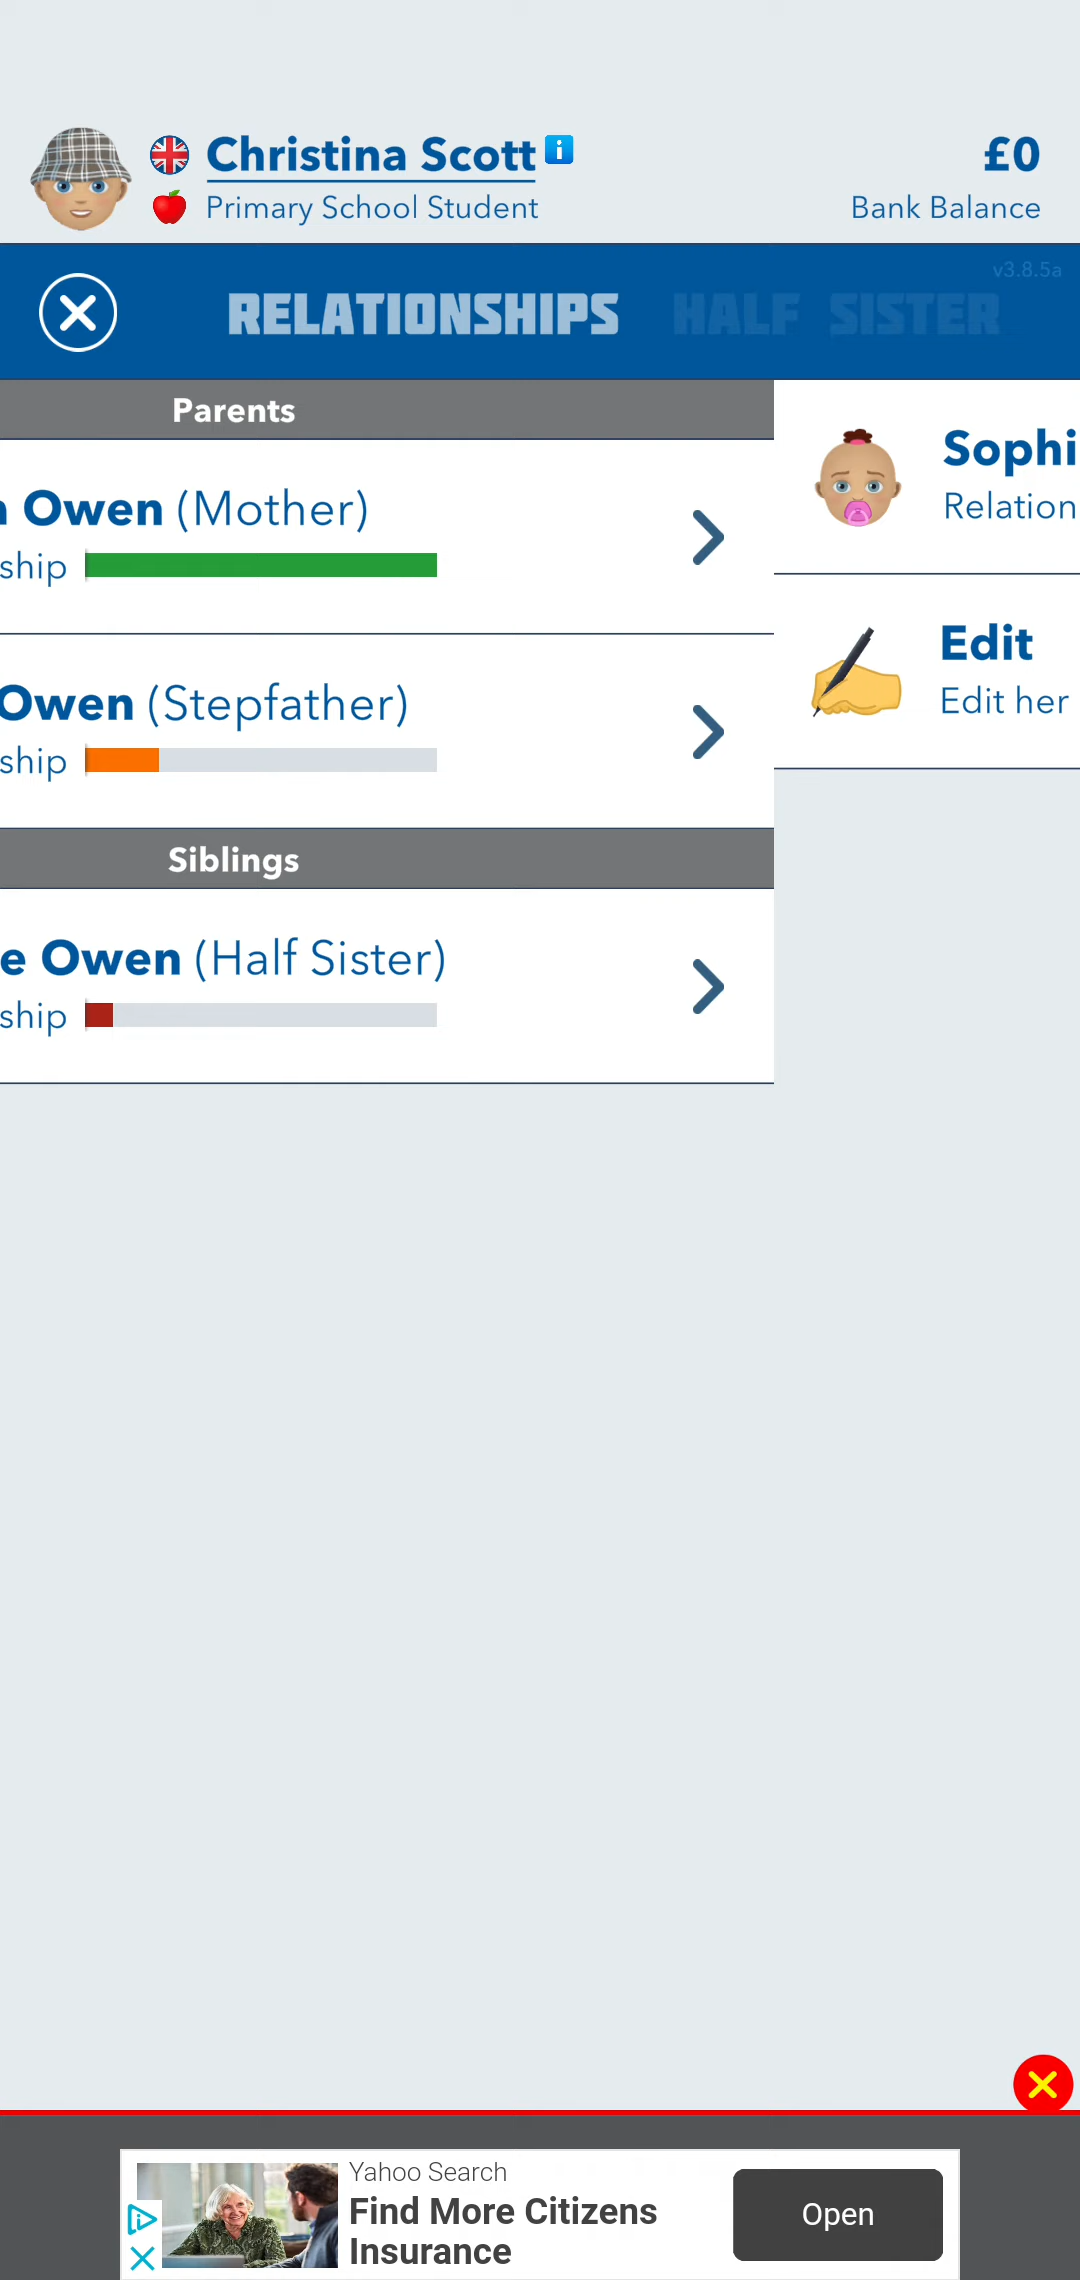 Christina Scott
£0
Primary School Student
Bank Balance
v3.8.5a
RELATIONSHIPS
HALF SISTER
Parents
Owen (Mother)
ship
Owen (Stepfather)
ship
Siblings
e Owen (Half Sister)
ship
Sophi
Relation
Edit
Edit her
Yahoo Search
Find More Citizens
Insurance
Open